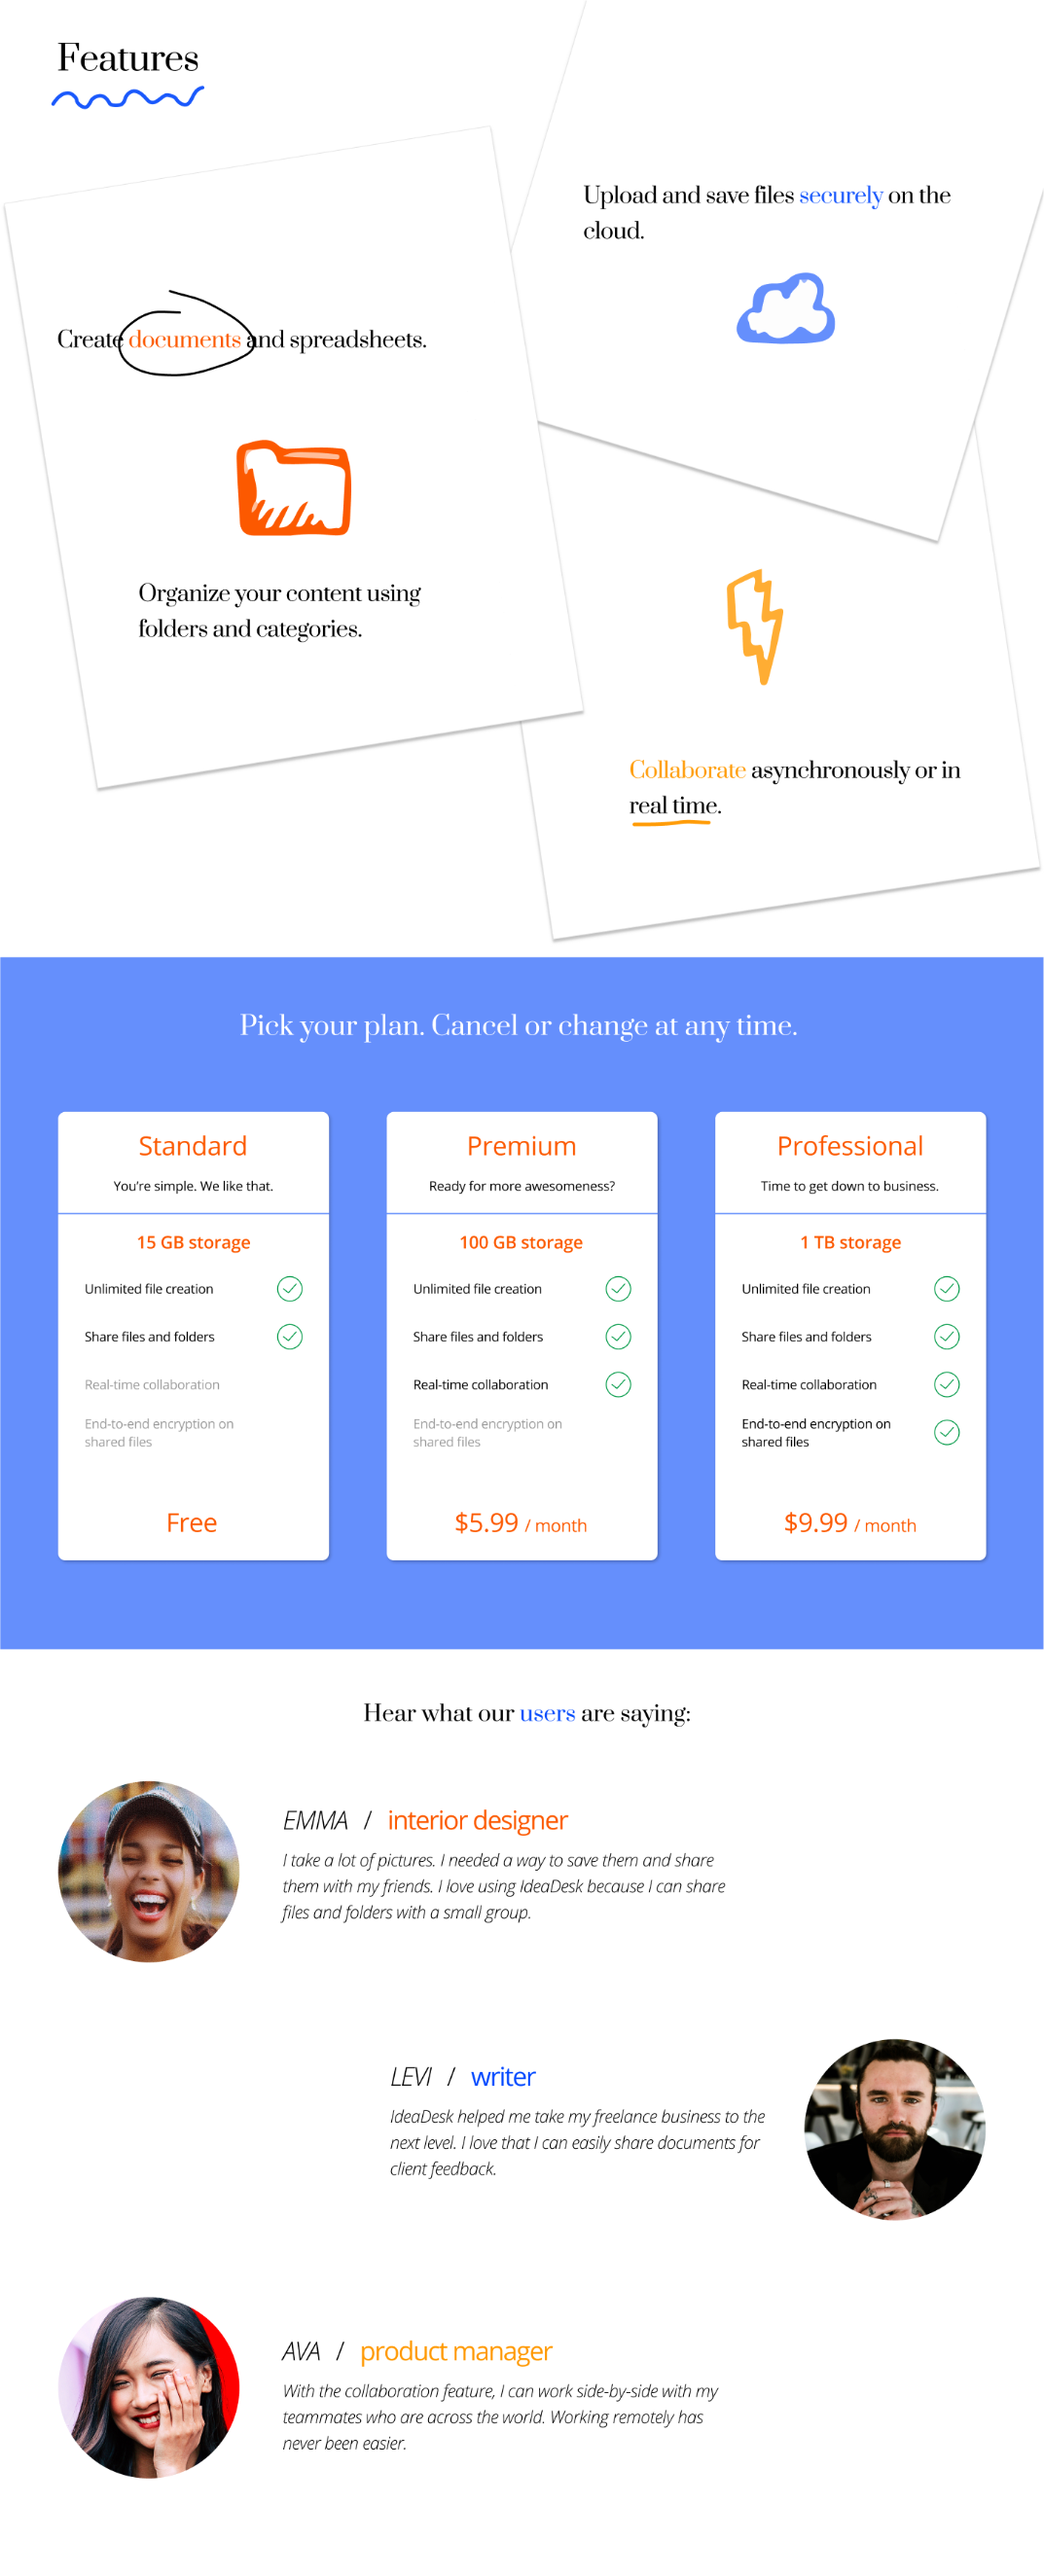 Features
Upload and save files securely on the
cloud.
Create documents and spreadsheets.
Organize your content using
folders and categories.
Collaborate asynchronously or in
real time.
Pick your plan. Cancel or change at any time.
Standard
You're simple. We like that.
15 GB storage
Unlimited file creation
Share files and folders
Real-time collaboration
End-to-end encryption on
shared files
Free
Premium
Ready for more awesomeness?
100 GB storage
Unlimited file creation
Share files and folders
Real-time collaboration
End-to-end encryption on
shared files
$5.99 / month
Professional
Time to get down to business.
1 TB storage
Unlimited file creation
Share files and folders
Real-time collaboration
End-to-end encryption on
shared files
$9.99 / month
Hear what our users are saying:
EMMA / interior designer
I take a lot of pictures. I needed a way to save them and share
them with my friends. I love using IdeaDesk because I can share
files and folders with a small group.
LEVI / writer
IdeaDesk helped me take my freelance business to the
next level. I love that I can easily share documents for
client feedback.
AVA / product manager
With the collaboration feature, I can work side-by-side with my
teammates who are across the world. Working remotely has
never been easier.